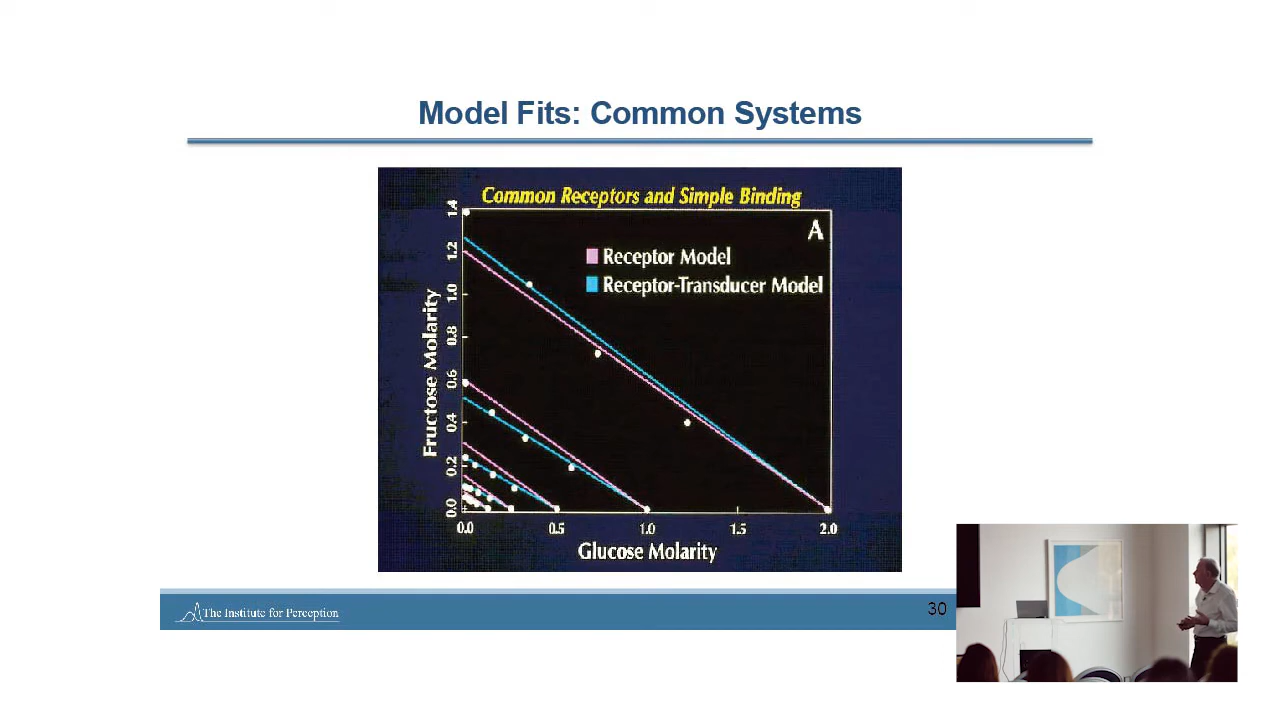 Model Fits: Common Systems
Common Receptors and Simple Binding
A
Receptor Model
Receptor-Transducer Model
Fructose Molarity
1.4
1.2
1.0
0.8
0.6
0.4
0.2
0.0
0.0 0.5 1.0 1.5 2.0
Glucose Molarity
The Institute for Perception
30